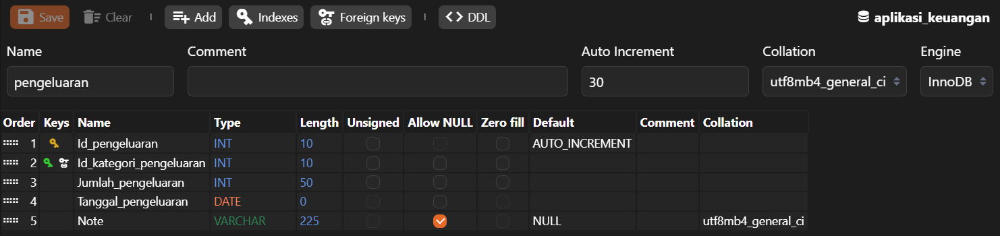 Save Clear Add Indexes Foreign keys DDL aplikasi_keuangan
Name Comment Auto Increment Collation Engine
pengeluaran 30 utf8mb4_general_ci InnoDB
Order Keys Name Type Length Unsigned Allow NULL Zero fill Default Comment Collation
1 Id_pengeluaran INT 10 AUTO_INCREMENT
2 Id_kategori_pengeluaran INT 10
3 Jumlah_pengeluaran INT 50
4 Tanggal_pengeluaran DATE 0
5 Note VARCHAR 225 NULL utf8mb4_general_ci